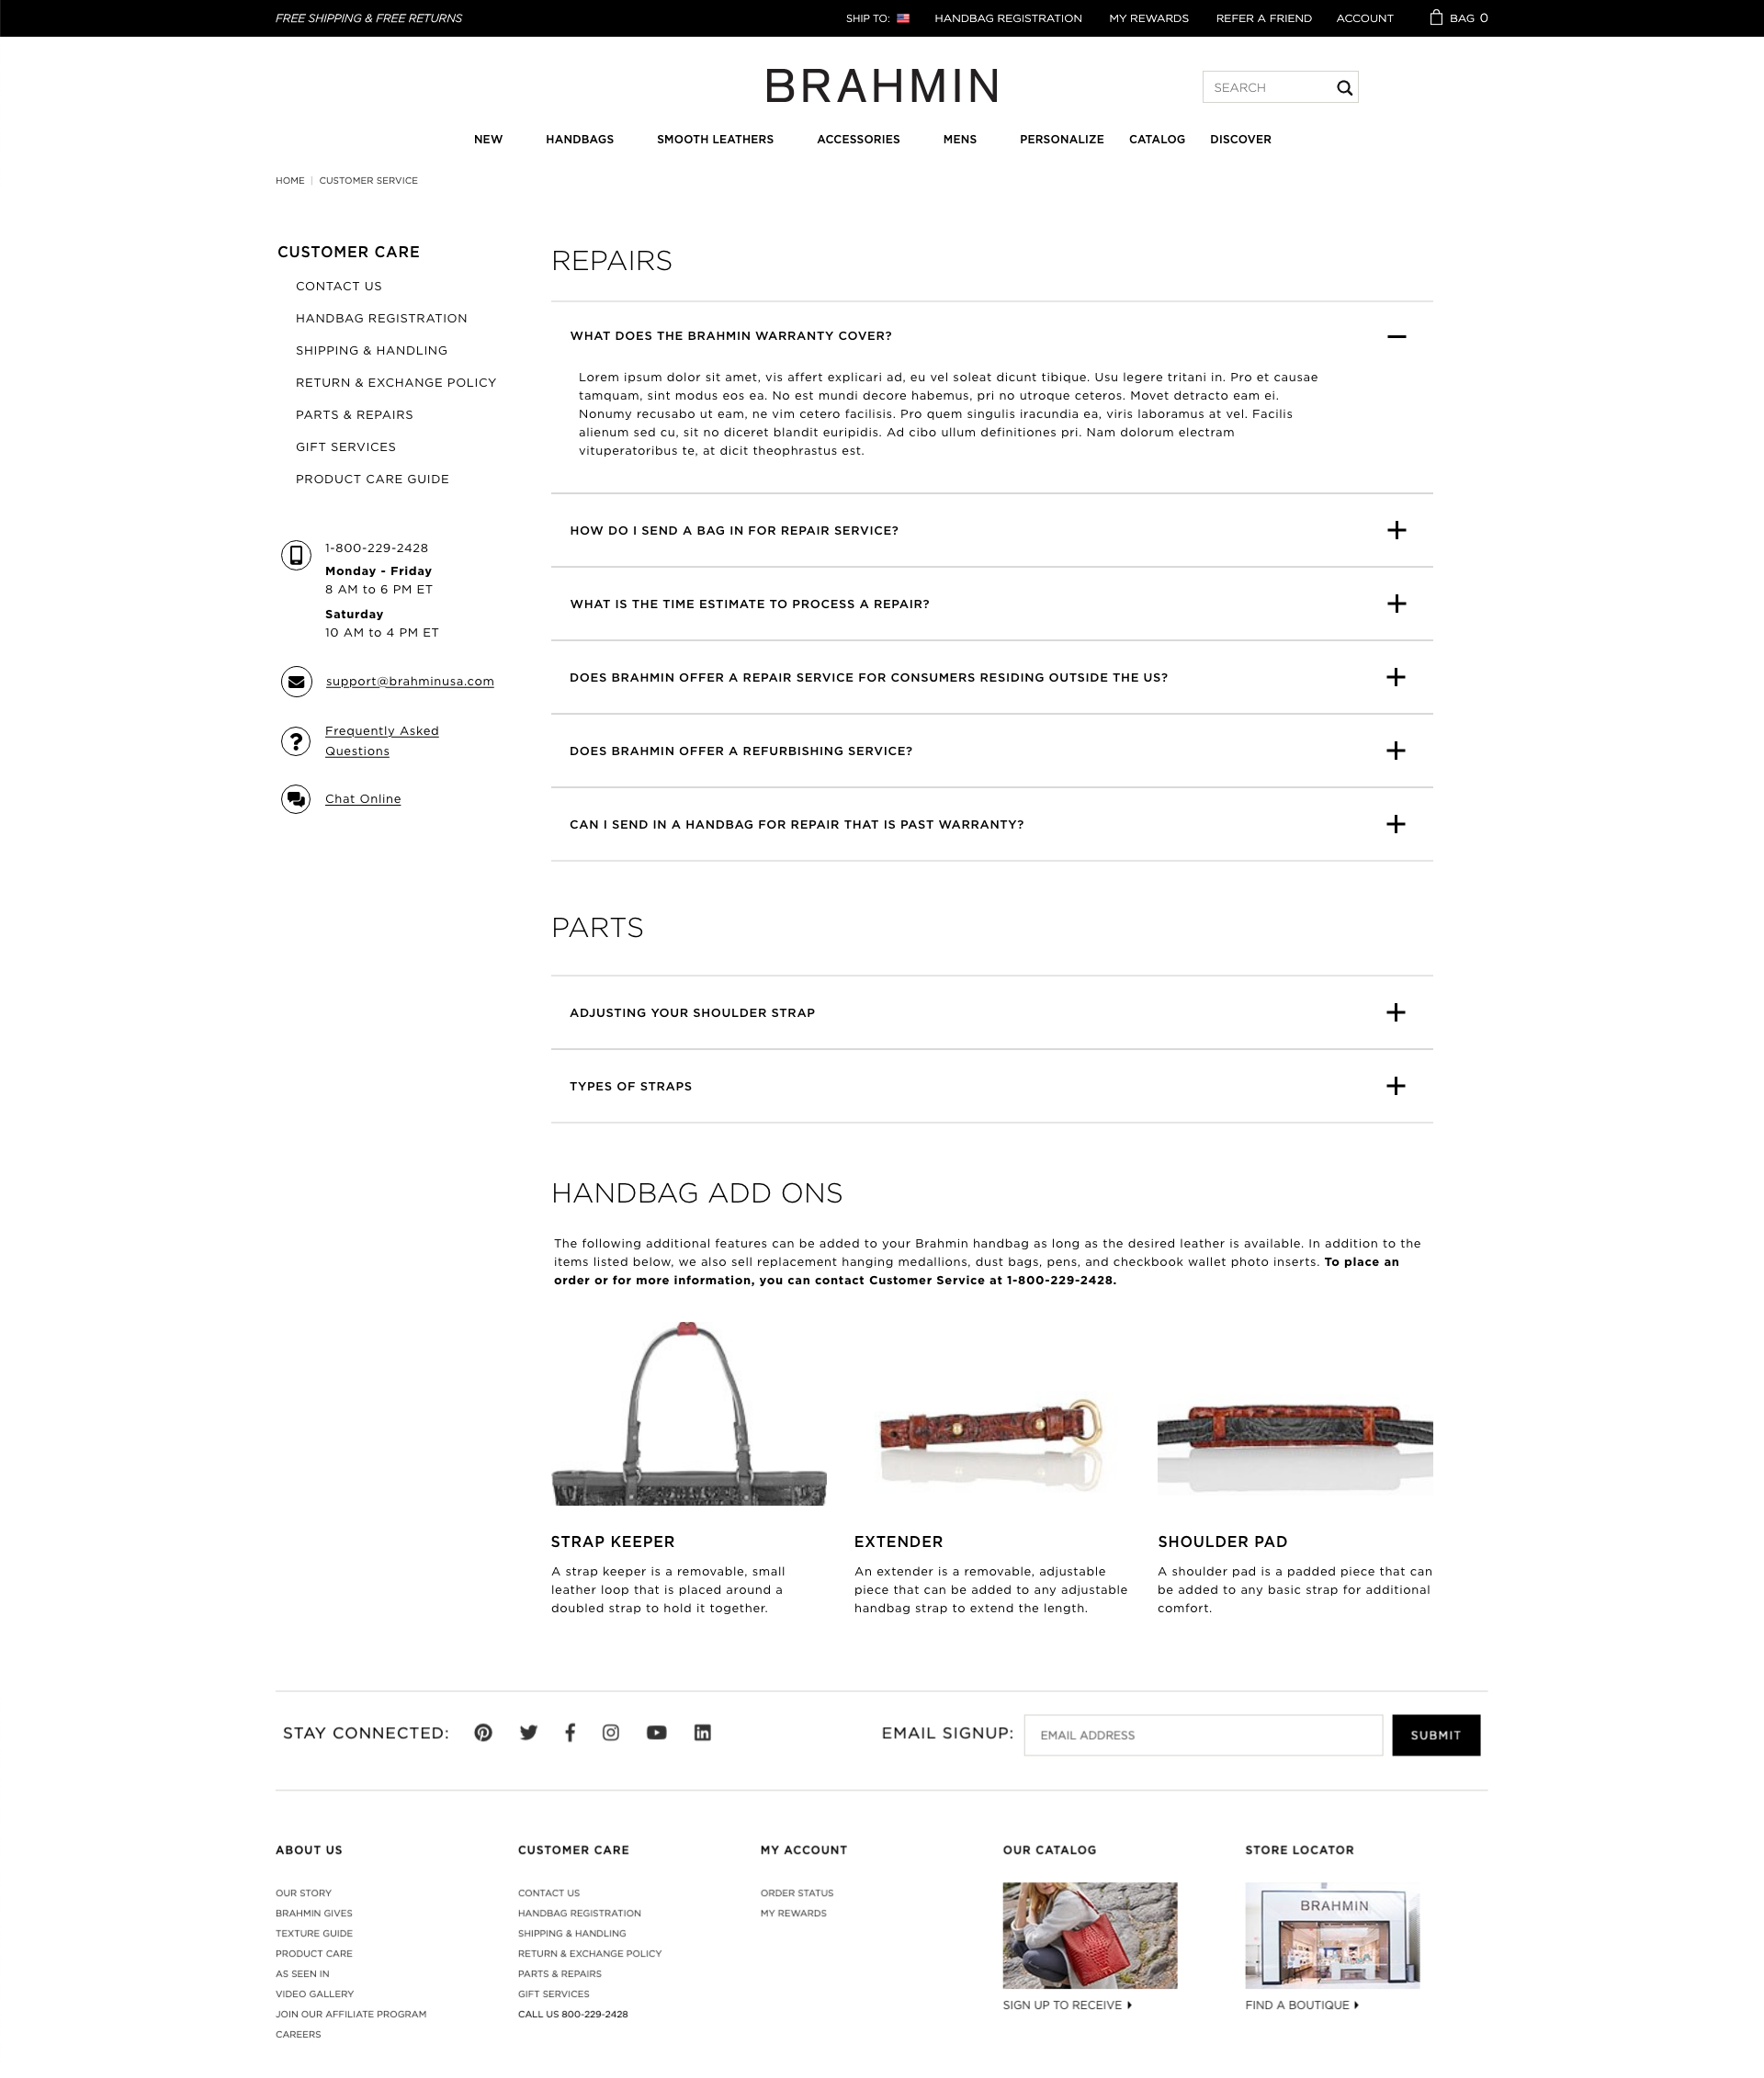 FREE SHIPPING & FREE RETURNS
SHIP TO:
HANDBAG REGISTRATION
MY REWARDS
REFER A FRIEND
ACCOUNT
BAG 0
BRAHMIN
SEARCH
NEW
HANDBAGS
SMOOTH LEATHERS
ACCESSORIES
MENS
PERSONALIZE
CATALOG
DISCOVER
HOME | CUSTOMER SERVICE
CUSTOMER CARE
CONTACT US
HANDBAG REGISTRATION
SHIPPING & HANDLING
RETURN & EXCHANGE POLICY
PARTS & REPAIRS
GIFT SERVICES
PRODUCT CARE GUIDE
1-800-229-2428
Monday - Friday
8 AM to 6 PM ET
Saturday
10 AM to 4 PM ET
support@brahminusa.com
Frequently Asked
Questions
Chat Online
REPAIRS
WHAT DOES THE BRAHMIN WARRANTY COVER?
Lorem ipsum dolor sit amet, vis affert explicari ad, eu vel soleat dicunt tibique. Usu legere tritani in. Pro et causae
tamquam, sint modus eos ea. No est mundi decore habemus, pri no utroque ceteros. Movet detracto eam ei.
Nonumy recusabo ut eam, ne vim cetero facilisis. Pro quem singulis iracundia ea, viris laboramus at vel. Facilis
alienum sed cu, sit no diceret blandit euripidis. Ad cibo ullum definitiones pri. Nam dolorum electram
vituperatoribus te, at dicit theophrastus est.
HOW DO I SEND A BAG IN FOR REPAIR SERVICE?
WHAT IS THE TIME ESTIMATE TO PROCESS A REPAIR?
DOES BRAHMIN OFFER A REPAIR SERVICE FOR CONSUMERS RESIDING OUTSIDE THE US?
DOES BRAHMIN OFFER A REFURBISHING SERVICE?
CAN I SEND IN A HANDBAG FOR REPAIR THAT IS PAST WARRANTY?
PARTS
ADJUSTING YOUR SHOULDER STRAP
TYPES OF STRAPS
HANDBAG ADD ONS
The following additional features can be added to your Brahmin handbag as long as the desired leather is available. In addition to the
items listed below, we also sell replacement hanging medallions, dust bags, pens, and checkbook wallet photo inserts. To place an
order or for more information, you can contact Customer Service at 1-800-229-2428.
STRAP KEEPER
A strap keeper is a removable, small
leather loop that is placed around a
doubled strap to hold it together.
EXTENDER
An extender is a removable, adjustable
piece that can be added to any adjustable
handbag strap to extend the length.
SHOULDER PAD
A shoulder pad is a padded piece that can
be added to any basic strap for additional
comfort.
STAY CONNECTED:
EMAIL SIGNUP:
EMAIL ADDRESS
SUBMIT
ABOUT US
OUR STORY
BRAHMIN GIVES
TEXTURE GUIDE
PRODUCT CARE
AS SEEN IN
VIDEO GALLERY
JOIN OUR AFFILIATE PROGRAM
CAREERS
CUSTOMER CARE
CONTACT US
HANDBAG REGISTRATION
SHIPPING & HANDLING
RETURN & EXCHANGE POLICY
PARTS & REPAIRS
GIFT SERVICES
CALL US 800-229-2428
MY ACCOUNT
ORDER STATUS
MY REWARDS
OUR CATALOG
SIGN UP TO RECEIVE
STORE LOCATOR
BRAHMIN
FIND A BOUTIQUE